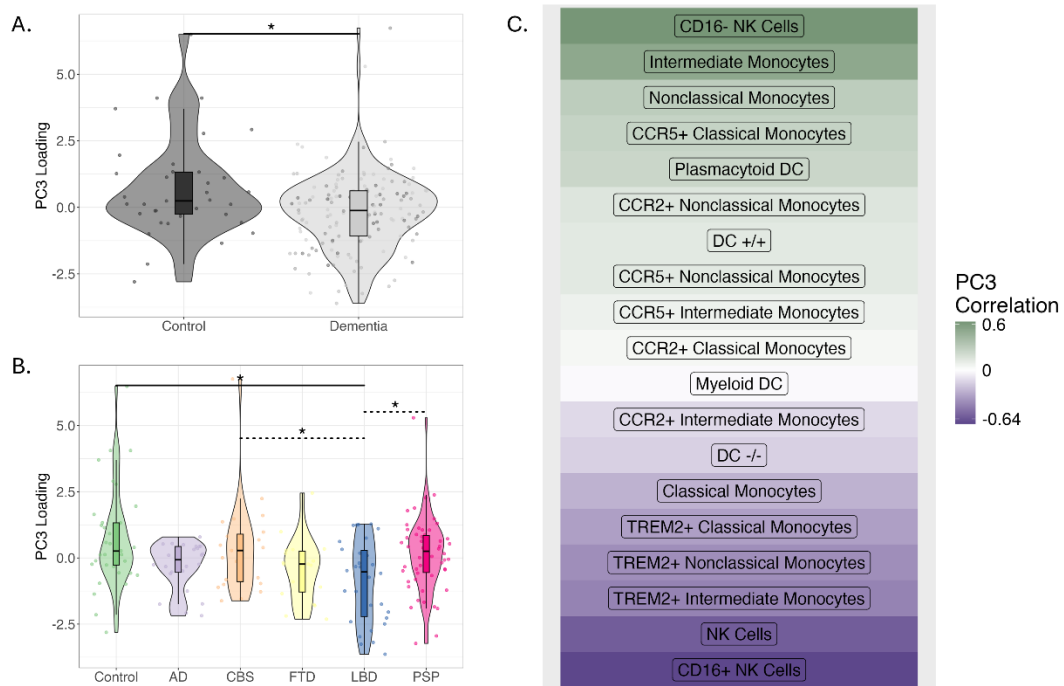 A.
*
PC3 Loading
5.0
2.5
0.0
-2.5
Control
Dementia
B.
*
*
*
PC3 Loading
5.0
2.5
0.0
-2.5
Control
AD
CBS
FTD
LBD
PSP
C.
CD16- NK Cells
Intermediate Monocytes
Nonclassical Monocytes
CCR5+ Classical Monocytes
Plasmacytoid DC
CCR2+ Nonclassical Monocytes
DC +/+
CCR5+ Nonclassical Monocytes
CCR5+ Intermediate Monocytes
CCR2+ Classical Monocytes
Myeloid DC
CCR2+ Intermediate Monocytes
DC -/-
Classical Monocytes
TREM2+ Classical Monocytes
TREM2+ Nonclassical Monocytes
TREM2+ Intermediate Monocytes
NK Cells
CD16+ NK Cells
PC3
Correlation
0.6
0
-0.64